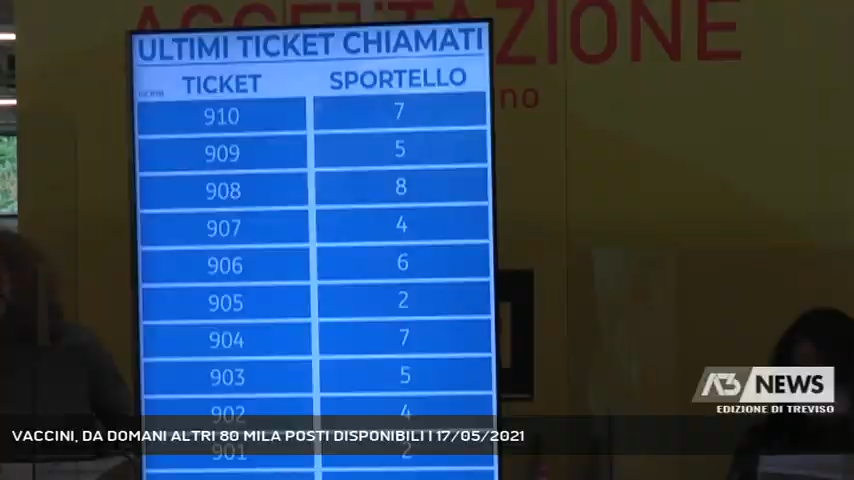 ACCETTAZIONE
no
ULTIMI TICKET CHIAMATI
TICKET SPORTELLO
910 7
909 5
908 8
907 4
906 6
905 2
904 7
903 5
902 4
901 2
A3 NEWS
EDIZIONE DI TREVISO
VACCINI, DA DOMANI ALTRI 80 MILA POSTI DISPONIBILI | 17/05/2021